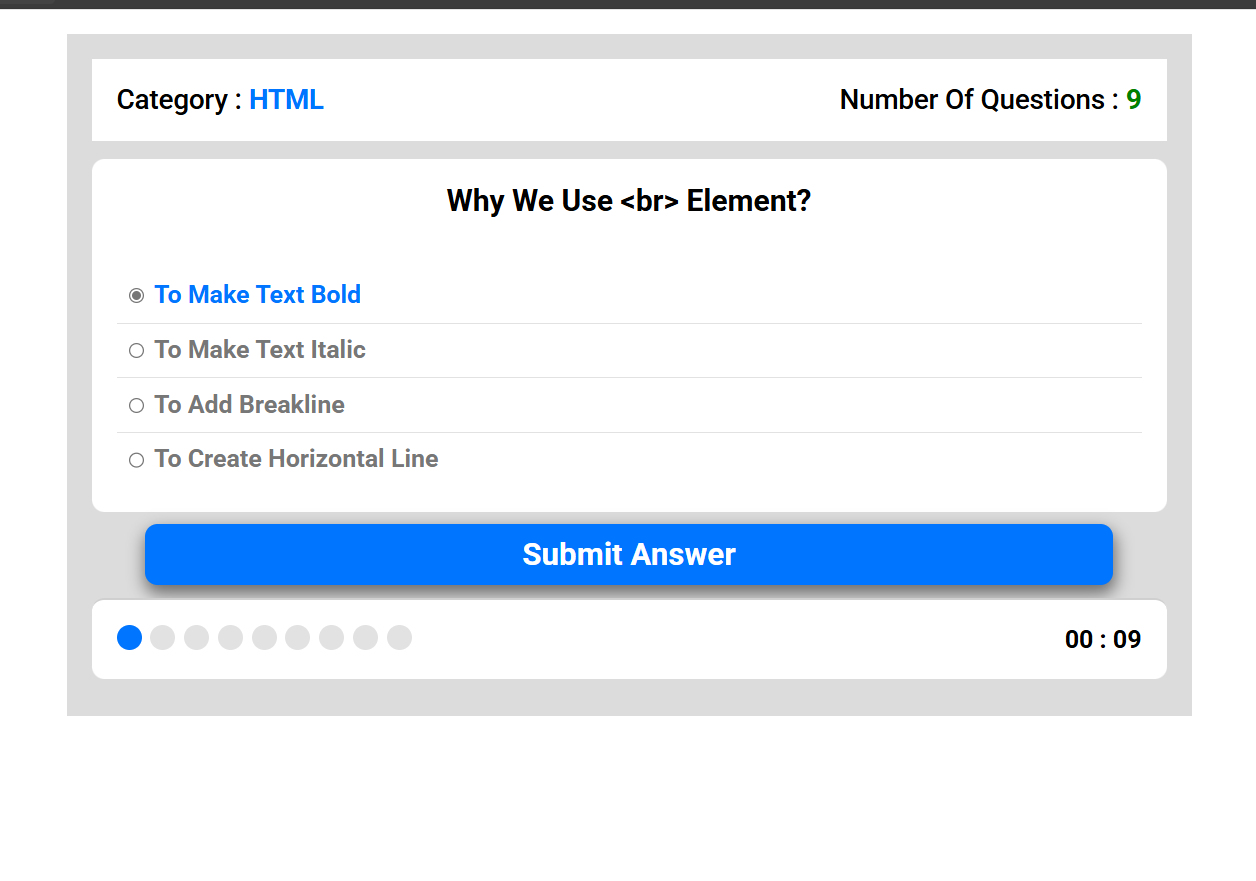 Category : HTML
Number Of Questions : 9
Why We Use <br> Element?
To Make Text Bold
To Make Text Italic
To Add Breakline
To Create Horizontal Line
Submit Answer
00 : 09